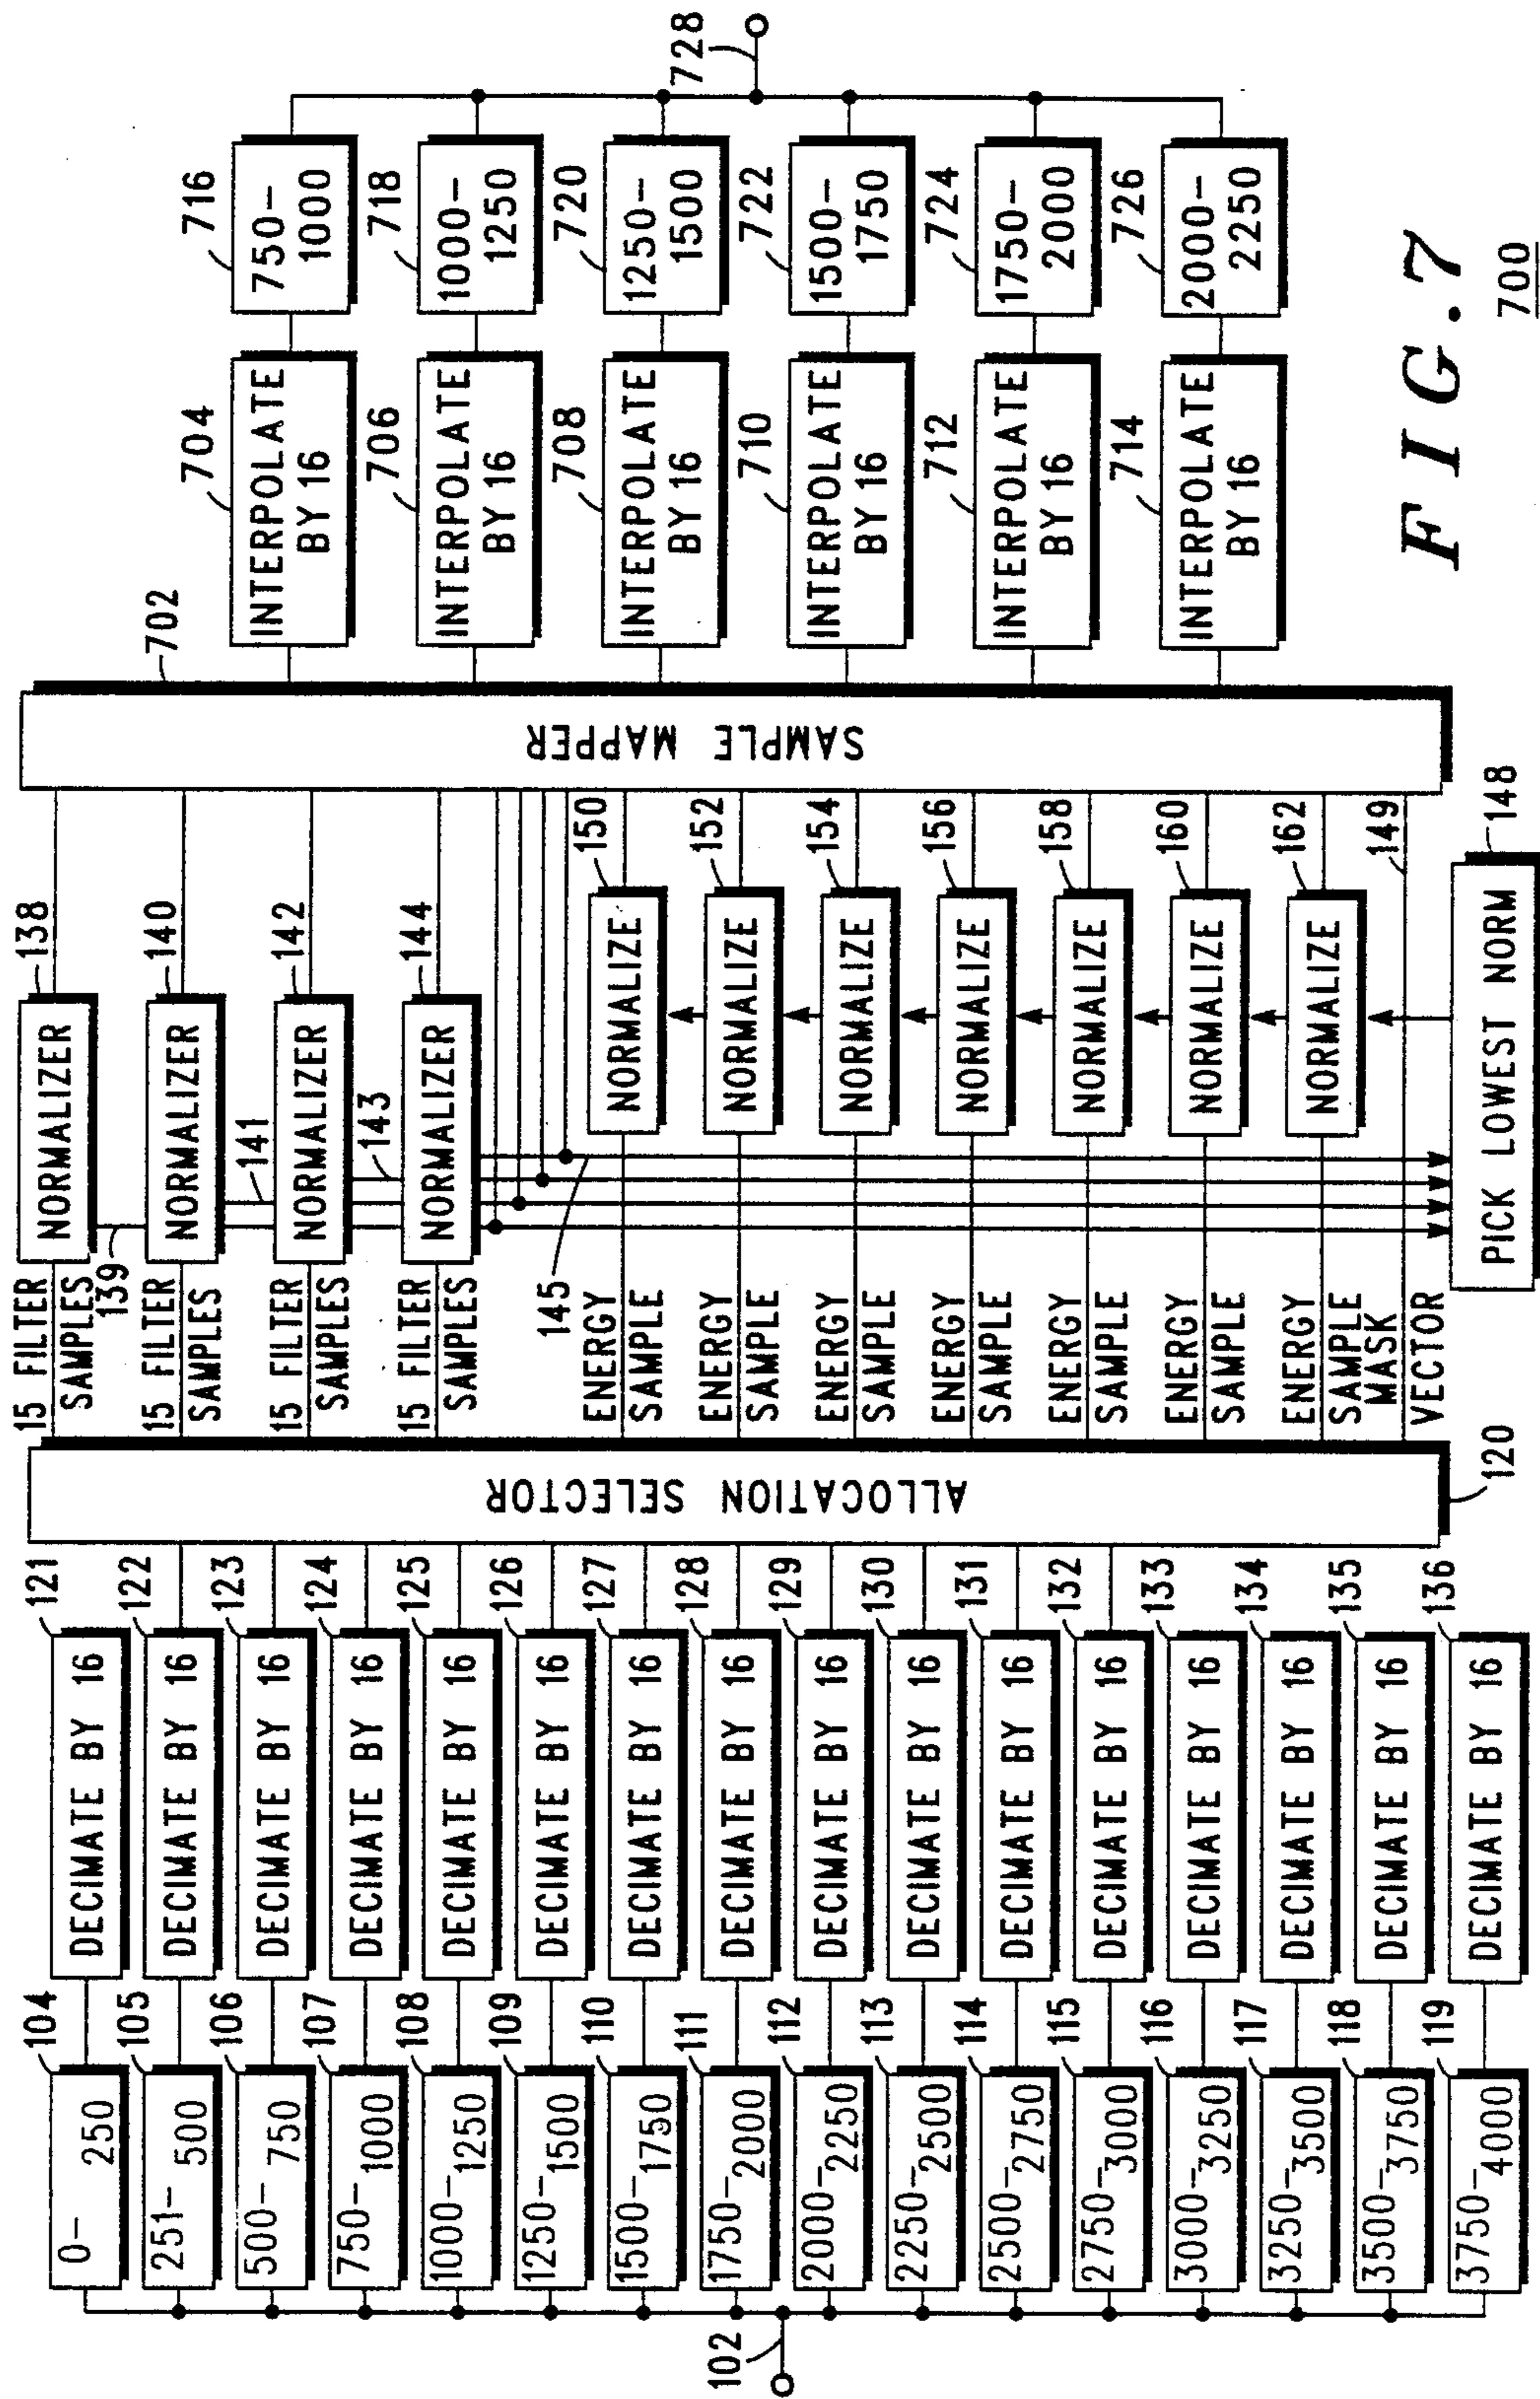 102
104
0-
250
105
251-
500
106
500-
750
107
750-
1000
108
1000-
1250
109
1250-
1500
110
1500-
1750
111
1750-
2000
112
2000-
2250
113
2250-
2500
114
2500-
2750
115
2750-
3000
116
3000-
3250
117
3250-
3500
118
3500-
3750
119
3750-
4000
121
DECIMATE BY 16
122
DECIMATE BY 16
123
DECIMATE BY 16
124
DECIMATE BY 16
125
DECIMATE BY 16
126
DECIMATE BY 16
127
DECIMATE BY 16
128
DECIMATE BY 16
129
DECIMATE BY 16
130
DECIMATE BY 16
131
DECIMATE BY 16
132
DECIMATE BY 16
133
DECIMATE BY 16
134
DECIMATE BY 16
135
DECIMATE BY 16
136
DECIMATE BY 16
ALLOCATION SELECTOR
120
15 FILTER
SAMPLES
139
15 FILTER
SAMPLES
141
15 FILTER
SAMPLES
143
15 FILTER
SAMPLES
145
ENERGY
SAMPLE
ENERGY
SAMPLE
ENERGY
SAMPLE
ENERGY
SAMPLE
ENERGY
SAMPLE
ENERGY
SAMPLE
ENERGY
SAMPLE
MASK
VECTOR
NORMALIZER
138
NORMALIZER
140
NORMALIZER
142
NORMALIZER
144
NORMALIZE
150
NORMALIZE
152
NORMALIZE
154
NORMALIZE
156
NORMALIZE
158
NORMALIZE
160
NORMALIZE
162
149
PICK LOWEST NORM
148
SAMPLE MAPPER
702
704
INTERPOLATE
BY 16
706
INTERPOLATE
BY 16
708
INTERPOLATE
BY 16
710
INTERPOLATE
BY 16
712
INTERPOLATE
BY 16
714
INTERPOLATE
BY 16
716
750-
1000
718
1000-
1250
720
1250-
1500
722
1500-
1750
724
1750-
2000
726
2000-
2250
728
FIG.7
700